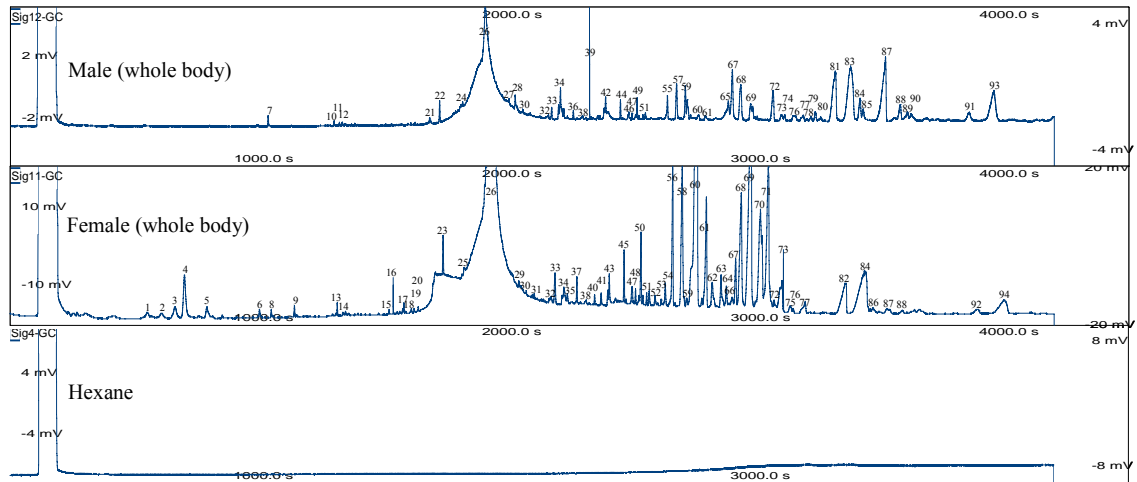 Sig12-GC 2000.0 s 4000.0 s 4 mV
2 mV
Male (whole body)
-2 mV
1000.0 s 3000.0 s -4 mV
7 10 11 12 21 22 24 25 27 28 30 32 33 34 36 38 39 42 44 46 47 49 51 55 57 59 60 61 65 67 68 69 72 73 74 76 77 78 79 80 81 83 84 85 87 88 89 90 91 93
Sig11-GC 2000.0 s 4000.0 s 20 mV
10 mV
Female (whole body)
-10 mV
1000.0 s 2000.0 s 3000.0 s 4000.0 s -20 mV
1 2 3 4 5 6 8 9 13 14 15 16 17 18 19 20 23 25 26 29 30 31 32 33 34 35 37 38 40 41 43 45 47 48 50 51 52 53 54 56 58 59 60 61 62 63 64 66 67 68 69 70 71 72 73 75 76 77 82 84 86 87 88 92 94
Sig4-GC 8 mV
4 mV
Hexane
-4 mV
1000.0 s 3000.0 s -8 mV